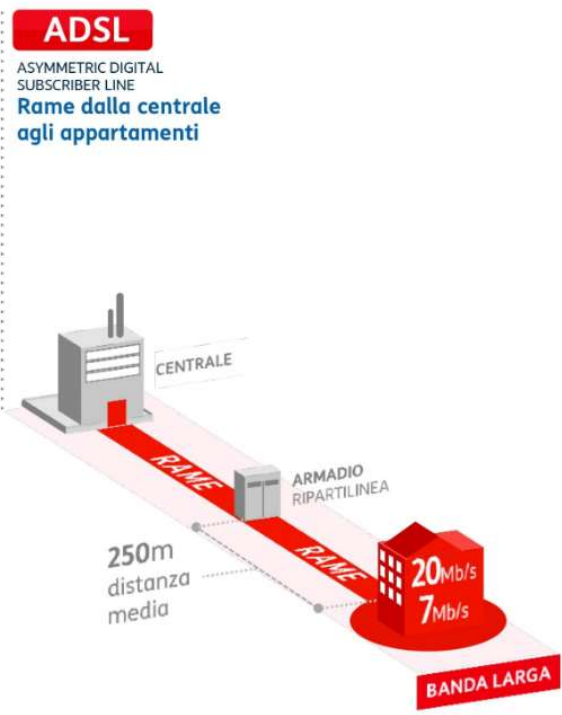 ADSL
ASYMMETRIC DIGITAL
SUBSCRIBER LINE
Rame dalla centrale
agli appartamenti
CENTRALE
RAME
ARMADIO
RIPARTILINEA
250m
distanza
media
RAME
20Mb/s
7Mb/s
BANDA LARGA